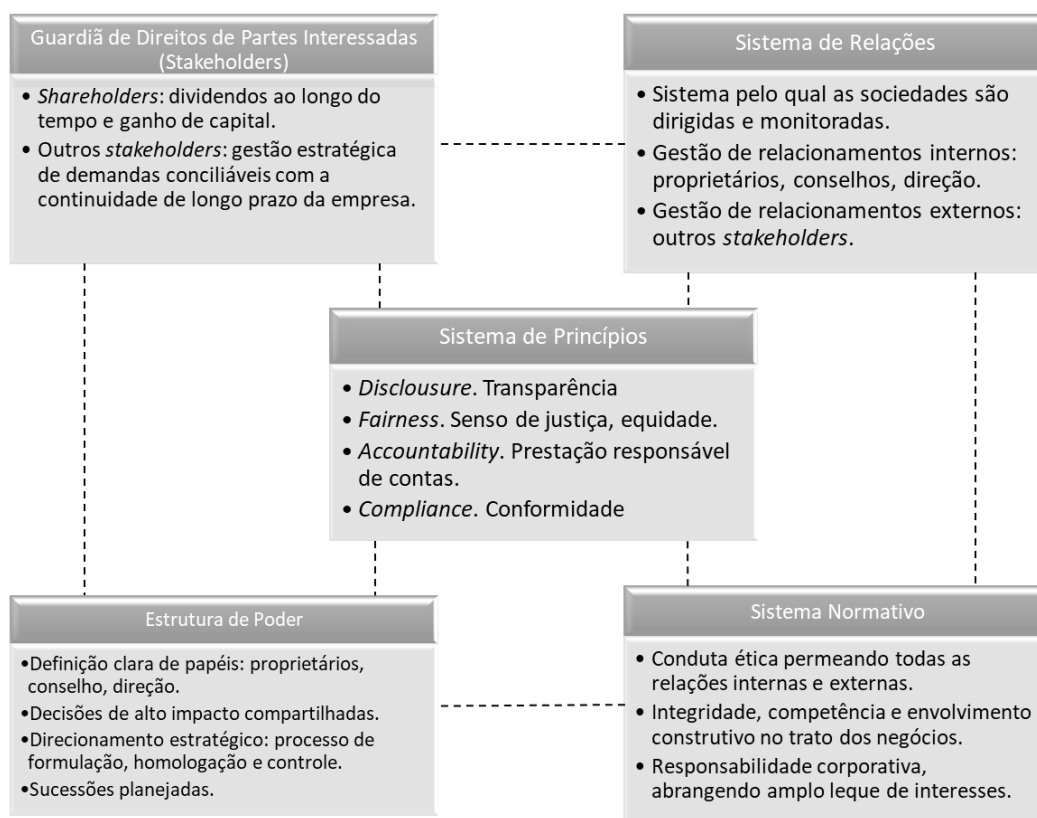 Guardiã de Direitos de Partes Interessadas
(Stakeholders)
• Shareholders: dividendos ao longo do
tempo e ganho de capital.
• Outros stakeholders: gestão estratégica
de demandas conciliáveis com a
continuidade de longo prazo da empresa.
Sistema de Relações
• Sistema pelo qual as sociedades são
dirigidas e monitoradas.
• Gestão de relacionamentos internos:
proprietários, conselhos, direção.
• Gestão de relacionamentos externos:
outros stakeholders.
Sistema de Princípios
• Disclousure. Transparência
• Fairness. Senso de justiça, equidade.
• Accountability. Prestação responsável
de contas.
• Compliance. Conformidade
Estrutura de Poder
•Definição clara de papéis: proprietários,
conselho, direção.
•Decisões de alto impacto compartilhadas.
•Direcionamento estratégico: processo de
formulação, homologação e controle.
•Sucessões planejadas.
Sistema Normativo
• Conduta ética permeando todas as
relações internas e externas.
• Integridade, competência e envolvimento
construtivo no trato dos negócios.
• Responsabilidade corporativa,
abrangendo amplo leque de interesses.